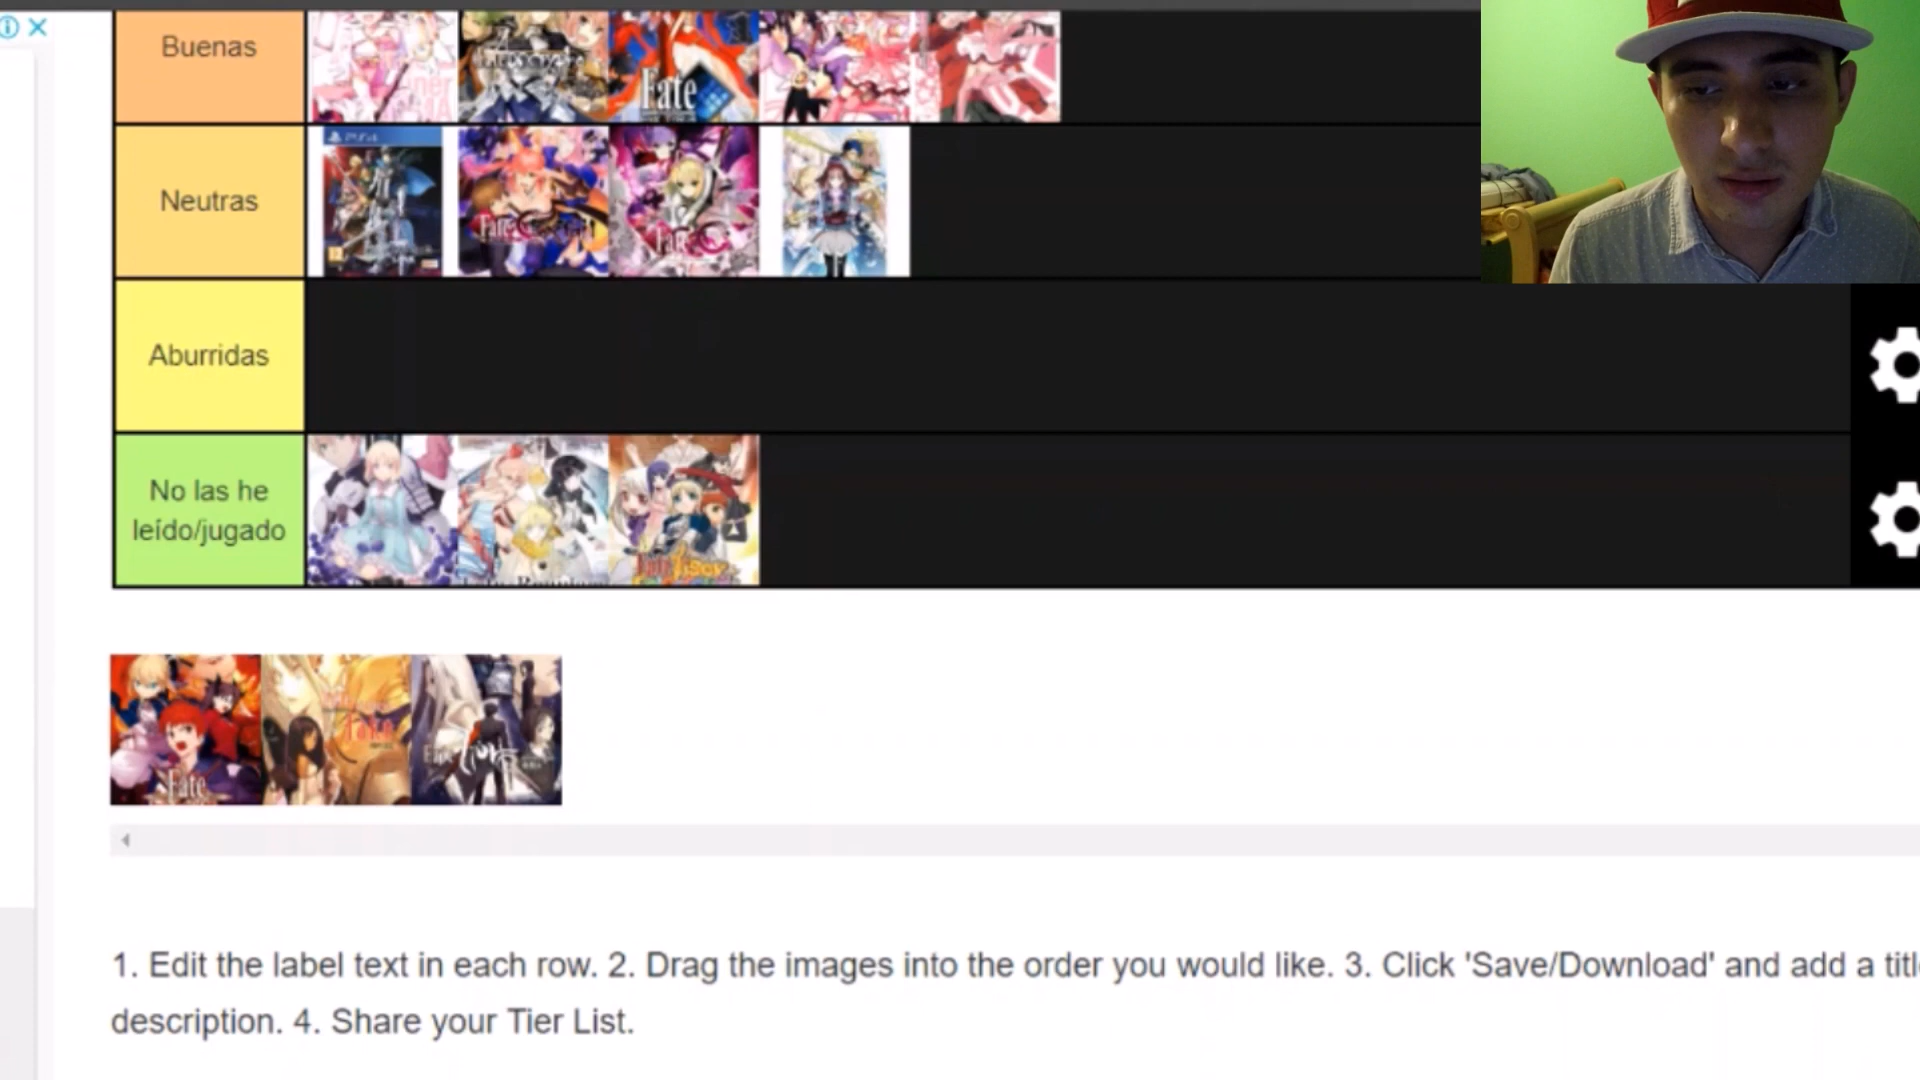 Buenas
Fate
Neutras
Aburridas
No las he
leído/jugado
Fate
1. Edit the label text in each row. 2. Drag the images into the order you would like. 3. Click 'Save/Download' and add a titl
description. 4. Share your Tier List.